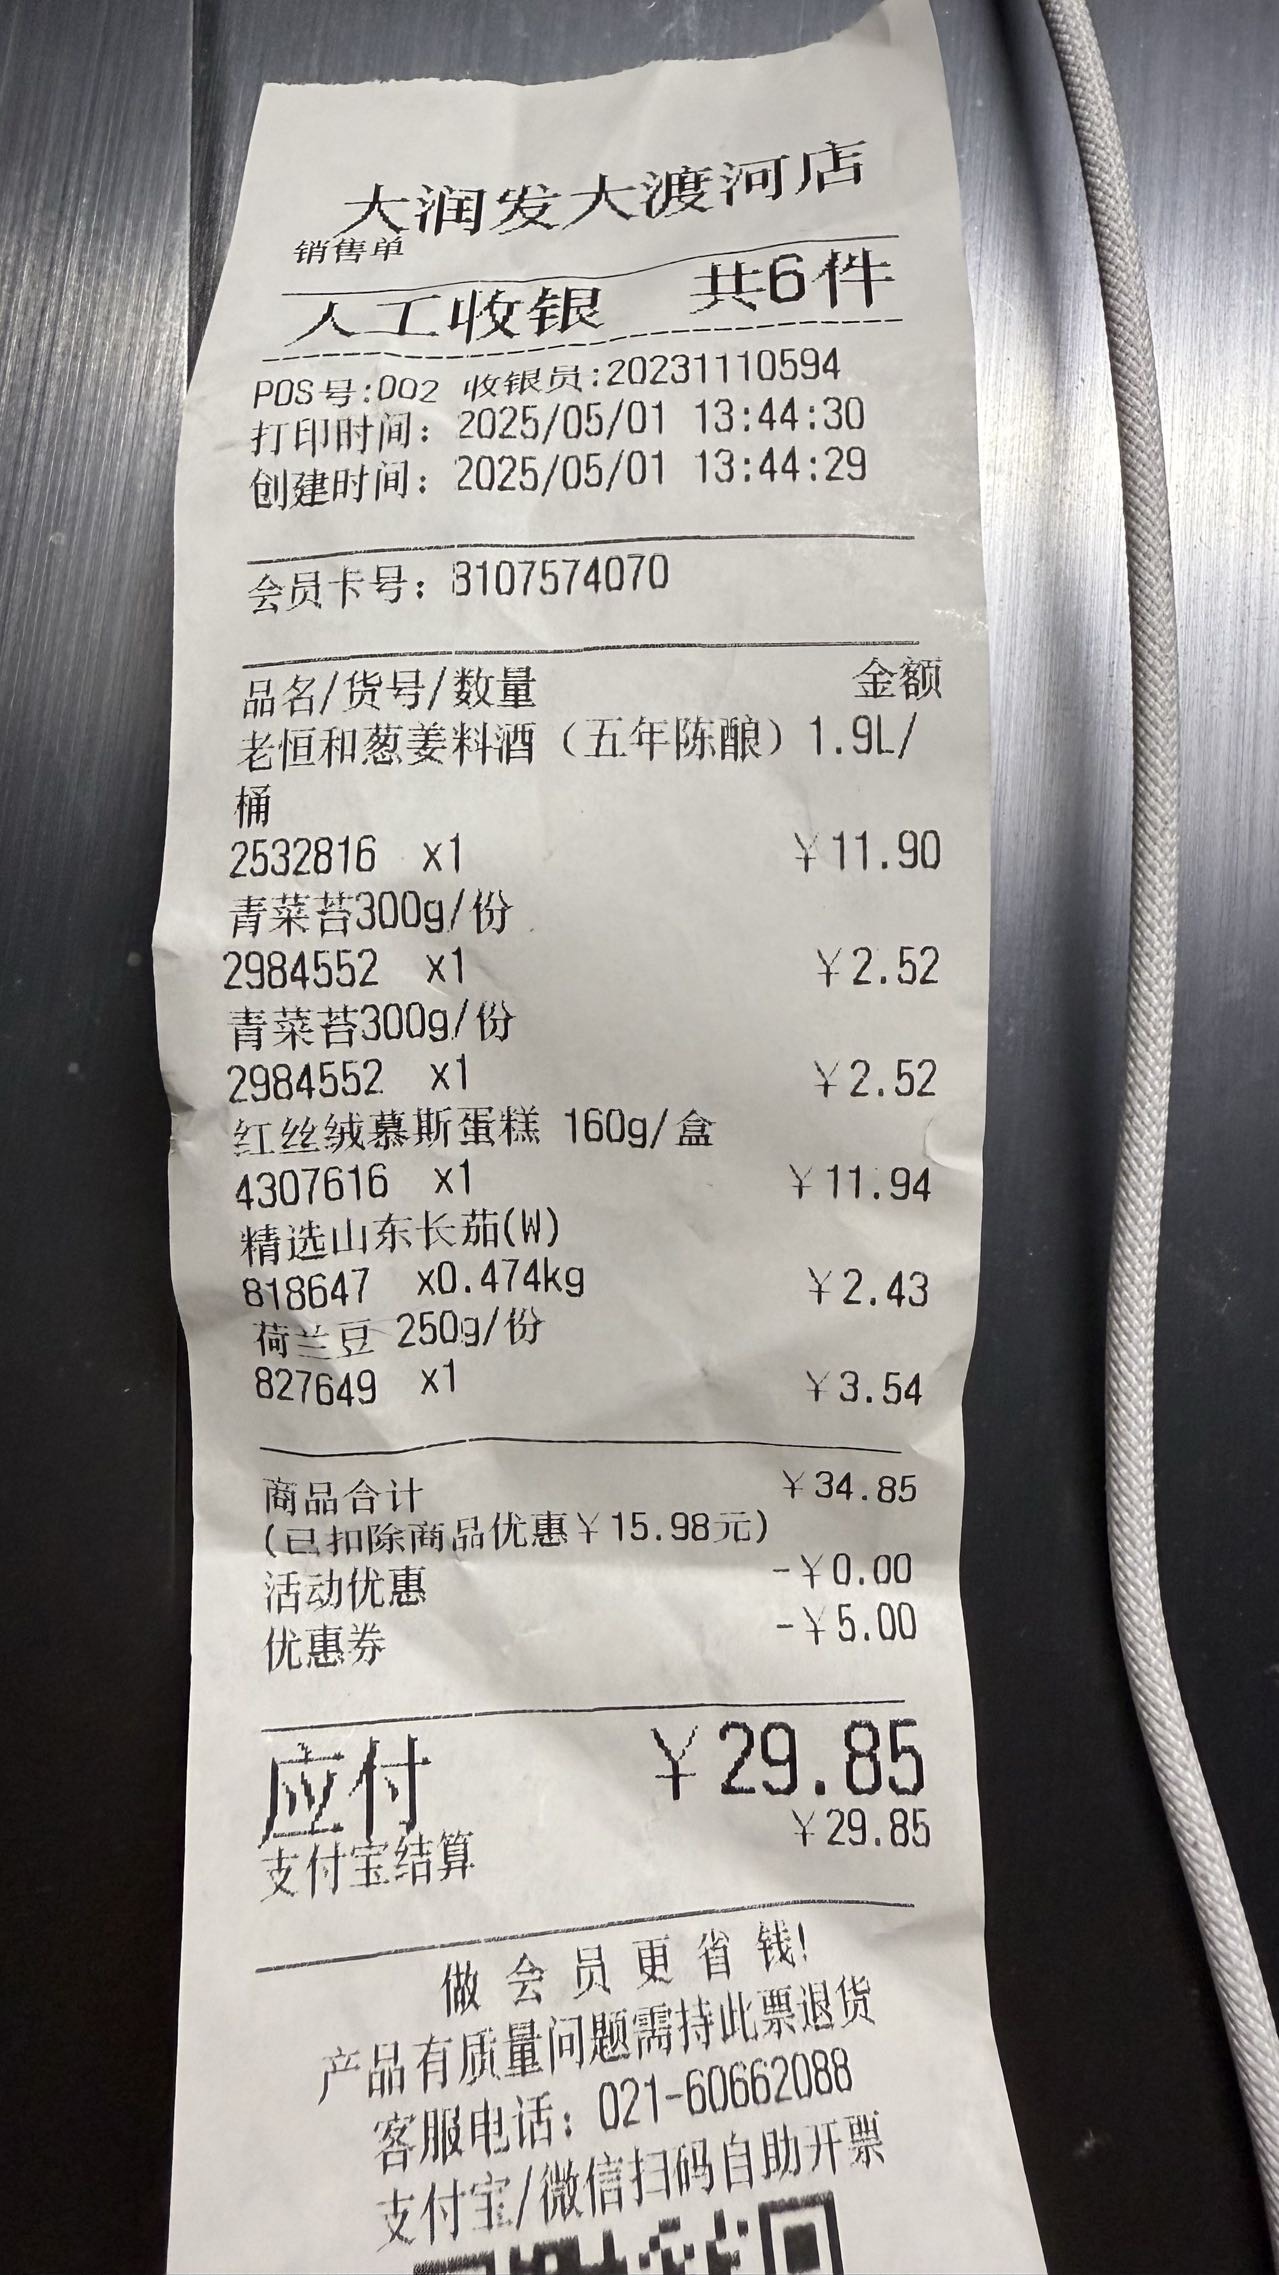 大润发大渡河店
销售单
人工收银 共6件
POS号:002 收银员:20231110594
打印时间：2025/05/01 13:44:30
创建时间：2025/05/01 13:44:29
会员卡号：3107574070
品名/货号/数量 金额
老恒和葱姜料酒（五年陈酿）1.9L/
桶
2532816 x1 ￥11.90
青菜苔300g/份
2984552 x1 ￥2.52
青菜苔300g/份
2984552 x1 ￥2.52
红丝绒慕斯蛋糕 160g/盒
4307616 x1 ￥11.94
精选山东长茄(W)
818647 x0.474kg ￥2.43
荷兰豆 250g/份
827649 x1 ￥3.54
商品合计 ￥34.85
(已扣除商品优惠￥15.98元)
活动优惠 -￥0.00
优惠券 -￥5.00
应付 ￥29.85
支付宝结算 ￥29.85
做会员更省钱!
产品有质量问题需持此票退货
客服电话：021-60662088
支付宝/微信扫码自助开票